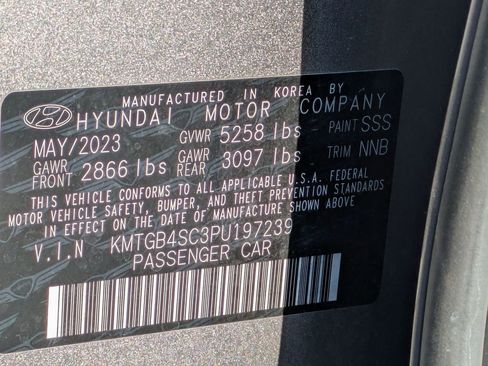 MANUFACTURED IN KOREA BY
HYUNDAI MOTOR COMPANY
MAY/2023 GVWR 5258 lbs PAINT SSS
GAWR FRONT 2866 lbs GAWR REAR 3097 lbs TRIM NNB
THIS VEHICLE CONFORMS TO ALL APPLICABLE U.S.A. FEDERAL
MOTOR VEHICLE SAFETY, BUMPER, AND THEFT PREVENTION STANDARDS
IN EFFECT ON THE DATE OF MANUFACTURE SHOWN ABOVE
V.I.N KMTGB4SC3PU197239
PASSENGER CAR